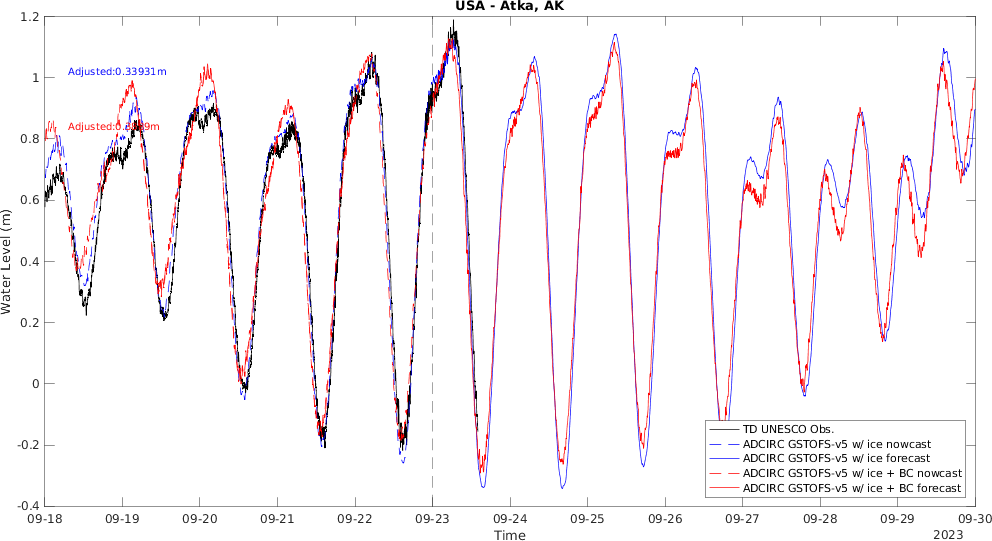 USA - Atka, AK
1.2
1
0.8
0.6
0.4
0.2
0
-0.2
-0.4
Water Level (m)
Adjusted:0.33931m
TD UNESCO Obs.
ADCIRC GSTOFS-v5 w/ ice nowcast
ADCIRC GSTOFS-v5 w/ ice forecast
ADCIRC GSTOFS-v5 w/ ice + BC nowcast
ADCIRC GSTOFS-v5 w/ ice + BC forecast
09-18 09-19 09-20 09-21 09-22 09-23 09-24 09-25 09-26 09-27 09-28 09-29 09-30
Time
2023